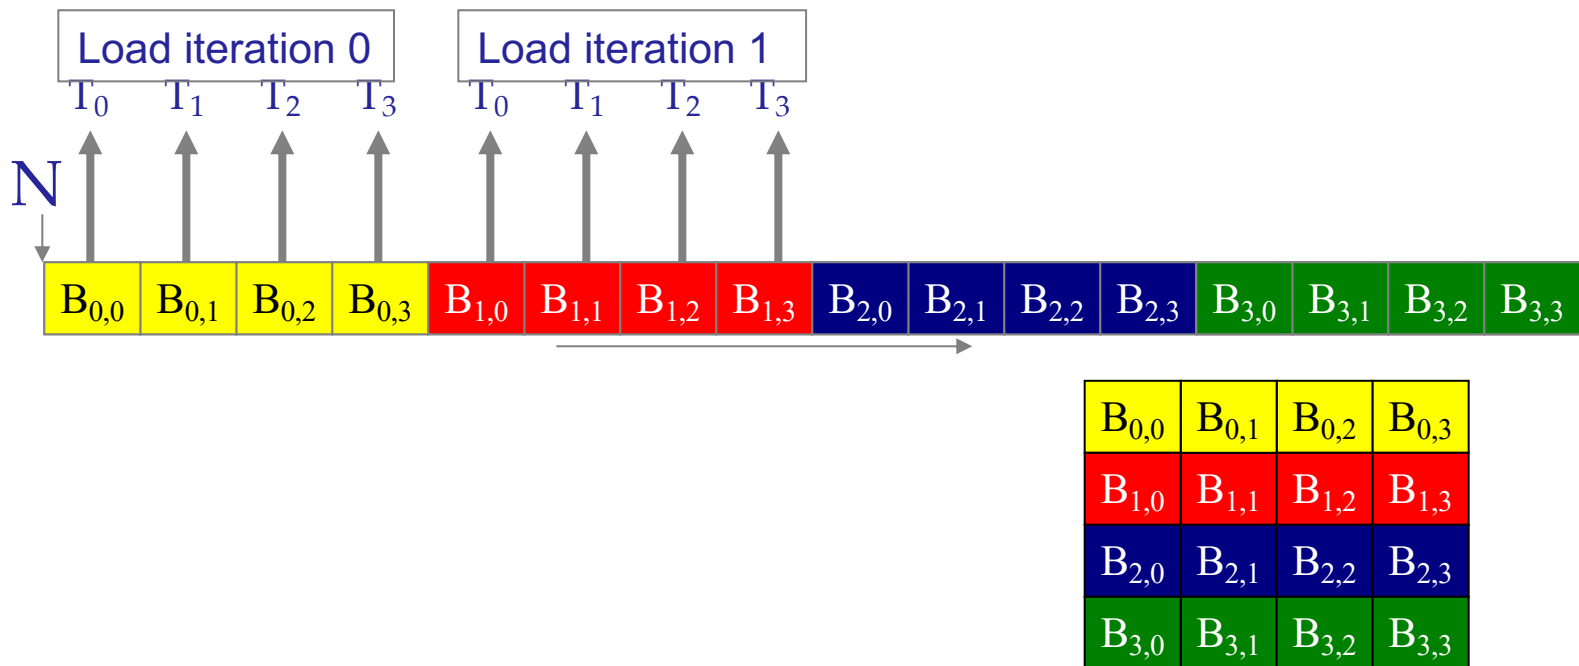 Load iteration 0 Load iteration 1
T0 T1 T2 T3 T0 T1 T2 T3
N
B0,0 B0,1 B0,2 B0,3 B1,0 B1,1 B1,2 B1,3 B2,0 B2,1 B2,2 B2,3 B3,0 B3,1 B3,2 B3,3
B0,0 B0,1 B0,2 B0,3
B1,0 B1,1 B1,2 B1,3
B2,0 B2,1 B2,2 B2,3
B3,0 B3,1 B3,2 B3,3